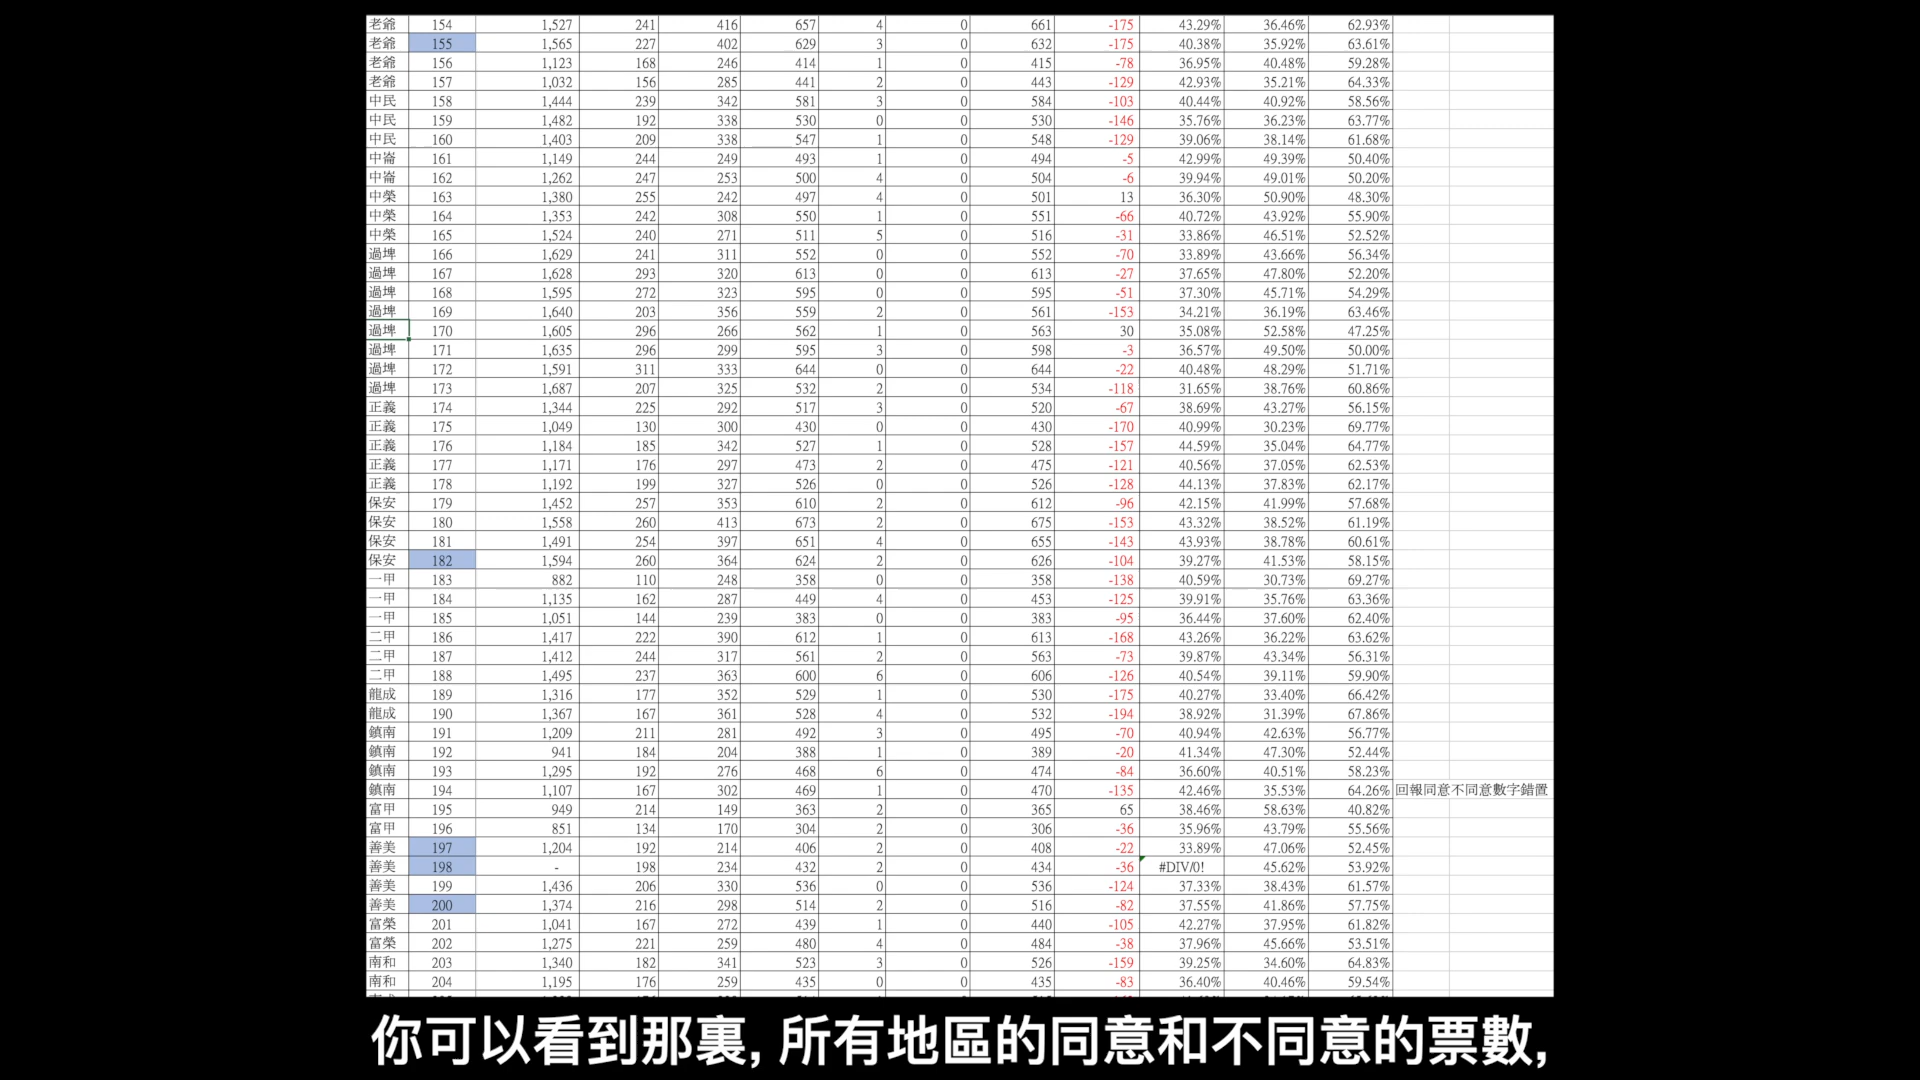 老爺 154 1,527 241 416 657 4 0 661 -175 43.29% 36.46% 62.93%
老爺 155 1,565 227 402 629 3 0 632 -175 40.38% 35.92% 63.61%
老爺 156 1,123 168 246 414 1 0 415 -78 36.95% 40.48% 59.28%
老爺 157 1,032 156 285 441 2 0 443 -129 42.93% 35.21% 64.33%
中民 158 1,444 239 342 581 3 0 584 -103 40.44% 40.92% 58.56%
中民 159 1,482 192 338 530 0 0 530 -146 35.76% 36.23% 63.77%
中民 160 1,403 209 338 547 1 0 548 -129 39.06% 38.14% 61.68%
中崙 161 1,149 244 249 493 1 0 494 -5 42.99% 49.39% 50.40%
中崙 162 1,262 247 253 500 4 0 504 -6 39.94% 49.01% 50.20%
中榮 163 1,380 255 242 497 4 0 501 13 36.30% 50.90% 48.30%
中榮 164 1,353 242 308 550 1 0 551 -66 40.72% 43.92% 55.90%
中榮 165 1,524 240 271 511 5 0 516 -31 33.86% 46.51% 52.52%
過埤 166 1,629 241 311 552 0 0 552 -70 33.89% 43.66% 56.34%
過埤 167 1,628 293 320 613 0 0 613 -27 37.65% 47.80% 52.20%
過埤 168 1,595 272 323 595 0 0 595 -51 37.30% 45.71% 54.29%
過埤 169 1,640 203 356 559 2 0 561 -153 34.21% 36.19% 63.46%
過埤 170 1,605 296 266 562 1 0 563 30 35.08% 52.58% 47.25%
過埤 171 1,635 296 299 595 3 0 598 -3 36.57% 49.50% 50.00%
過埤 172 1,591 311 333 644 0 0 644 -22 40.48% 48.29% 51.71%
過埤 173 1,687 207 325 532 2 0 534 -118 31.65% 38.76% 60.86%
正義 174 1,344 225 292 517 3 0 520 -67 38.69% 43.27% 56.15%
正義 175 1,049 130 300 430 0 0 430 -170 40.99% 30.23% 69.77%
正義 176 1,184 185 342 527 1 0 528 -157 44.59% 35.04% 64.77%
正義 177 1,171 176 297 473 2 0 475 -121 40.56% 37.05% 62.53%
正義 178 1,192 199 327 526 0 0 526 -128 44.13% 37.83% 62.17%
保安 179 1,452 257 353 610 2 0 612 -96 42.15% 41.99% 57.68%
保安 180 1,558 260 413 673 2 0 675 -153 43.32% 38.52% 61.19%
保安 181 1,491 254 397 651 4 0 655 -143 43.93% 38.78% 60.61%
保安 182 1,594 260 364 624 2 0 626 -104 39.27% 41.53% 58.15%
一甲 183 882 110 248 358 0 0 358 -138 40.59% 30.73% 69.27%
一甲 184 1,135 162 287 449 4 0 453 -125 39.91% 35.76% 63.36%
一甲 185 1,051 144 239 383 0 0 383 -95 36.44% 37.60% 62.40%
二甲 186 1,417 222 390 612 1 0 613 -168 43.26% 36.22% 63.62%
二甲 187 1,412 244 317 561 2 0 563 -73 39.87% 43.34% 56.31%
二甲 188 1,495 237 363 600 6 0 606 -126 40.54% 39.11% 59.90%
龍成 189 1,316 177 352 529 1 0 530 -175 40.27% 33.40% 66.42%
龍成 190 1,367 167 361 528 4 0 532 -194 38.92% 31.39% 67.86%
鎮南 191 1,209 211 281 492 3 0 495 -70 40.94% 42.63% 56.77%
鎮南 192 941 184 204 388 1 0 389 -20 41.34% 47.30% 52.44%
鎮南 193 1,295 192 276 468 6 0 474 -84 36.60% 40.51% 58.23%
鎮南 194 1,107 167 302 469 1 0 470 -135 42.46% 35.53% 64.26% 回報同意不同意數字錯置
富甲 195 949 214 149 363 2 0 365 65 38.46% 58.63% 40.82%
富甲 196 851 134 170 304 2 0 306 -36 35.96% 43.79% 55.56%
善美 197 1,204 192 214 406 2 0 408 -22 33.89% 47.06% 52.45%
善美 198 - 198 234 432 2 0 434 -36 #DIV/0! 45.62% 53.92%
善美 199 1,436 206 330 536 0 0 536 -124 37.33% 38.43% 61.57%
善美 200 1,374 216 298 514 2 0 516 -82 37.55% 41.86% 57.75%
富榮 201 1,041 167 272 439 1 0 440 -105 42.27% 37.95% 61.82%
富榮 202 1,275 221 259 480 4 0 484 -38 37.96% 45.66% 53.51%
南和 203 1,340 182 341 523 3 0 526 -159 39.25% 34.60% 64.83%
南和 204 1,195 176 259 435 0 0 435 -83 36.40% 40.46% 59.54%
你可以看到那裏, 所有地區的同意和不同意的票數,